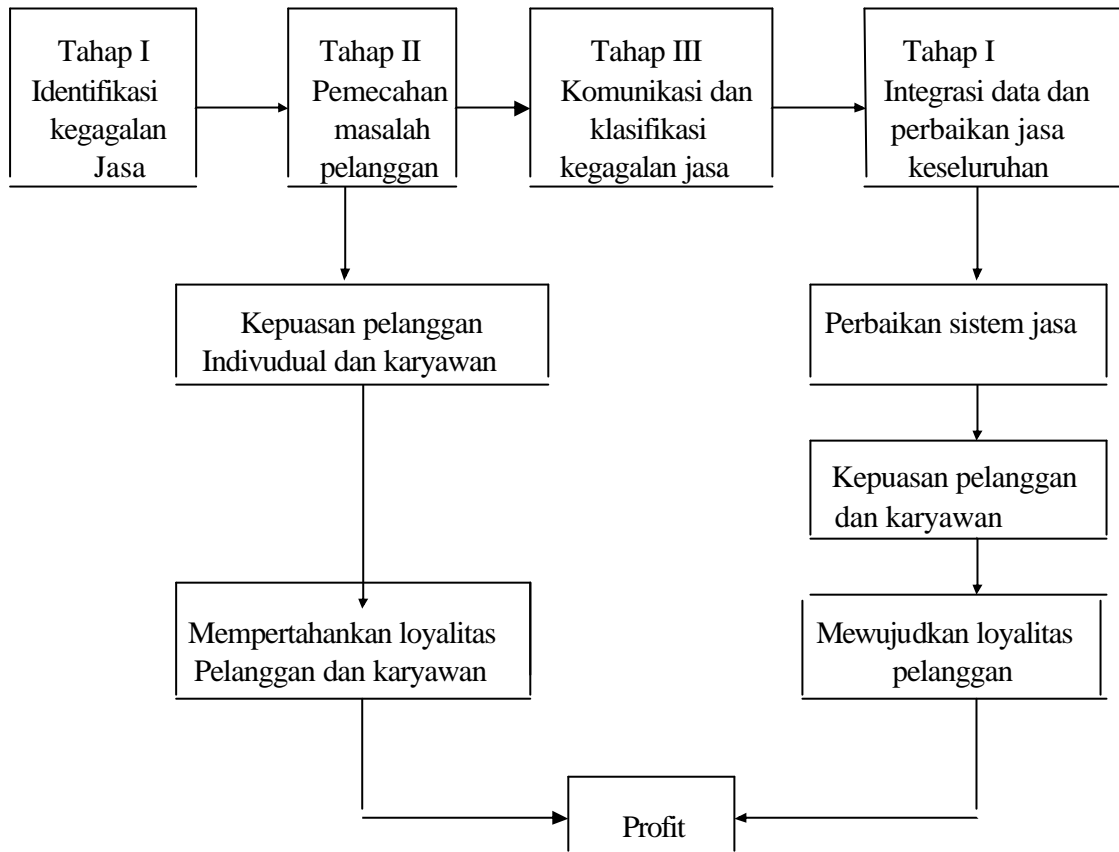 Tahap I
Identifikasi
kegagalan
Jasa
Tahap II
Pemecahan
masalah
pelanggan
Tahap III
Komunikasi dan
klasifikasi
kegagalan jasa
Tahap I
Integrasi data dan
perbaikan jasa
keseluruhan
Kepuasan pelanggan
Indivudual dan karyawan
Perbaikan sistem jasa
Kepuasan pelanggan
dan karyawan
Mempertahankan loyalitas
Pelanggan dan karyawan
Mewujudkan loyalitas
pelanggan
Profit